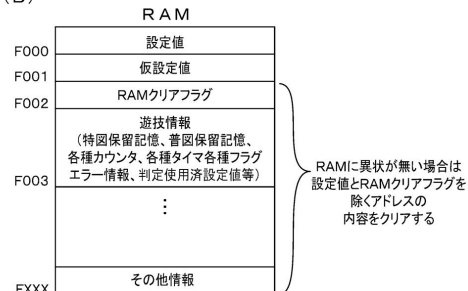 RAM
設定値
F000
仮設定値
F001
RAMクリアフラグ
F002
遊技情報
(特図保留記憶、普図保留記憶、
各種カウンタ、各種タイマ各種フラグ
エラー情報、判定使用済設定値等)
F003
⋮
その他情報
FXXX
RAMに異状が無い場合は
設定値とRAMクリアフラグを
除くアドレスの
内容をクリアする